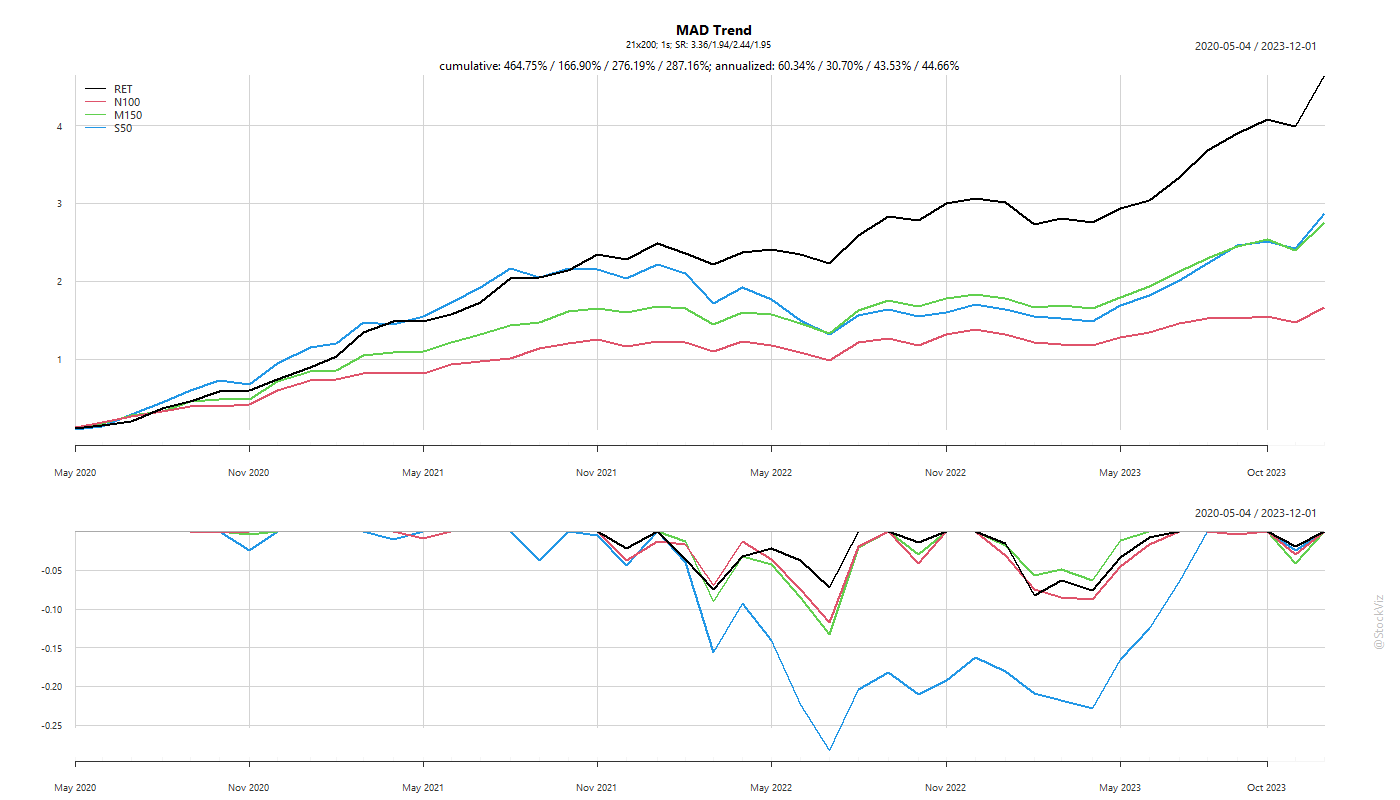 MAD Trend
21x200; 1s; SR: 3.36/1.94/2.44/1.95
2020-05-04 / 2023-12-01
cumulative: 464.75% / 166.90% / 276.19% / 287.16%; annualized: 60.34% / 30.70% / 43.53% / 44.66%
RET
N100
M150
S50
4
3
2
1
May 2020 Nov 2020 May 2021 Nov 2021 May 2022 Nov 2022 May 2023 Oct 2023
2020-05-04 / 2023-12-01
-0.05
-0.10
-0.15
-0.20
-0.25
May 2020 Nov 2020 May 2021 Nov 2021 May 2022 Nov 2022 May 2023 Oct 2023
@StockViz